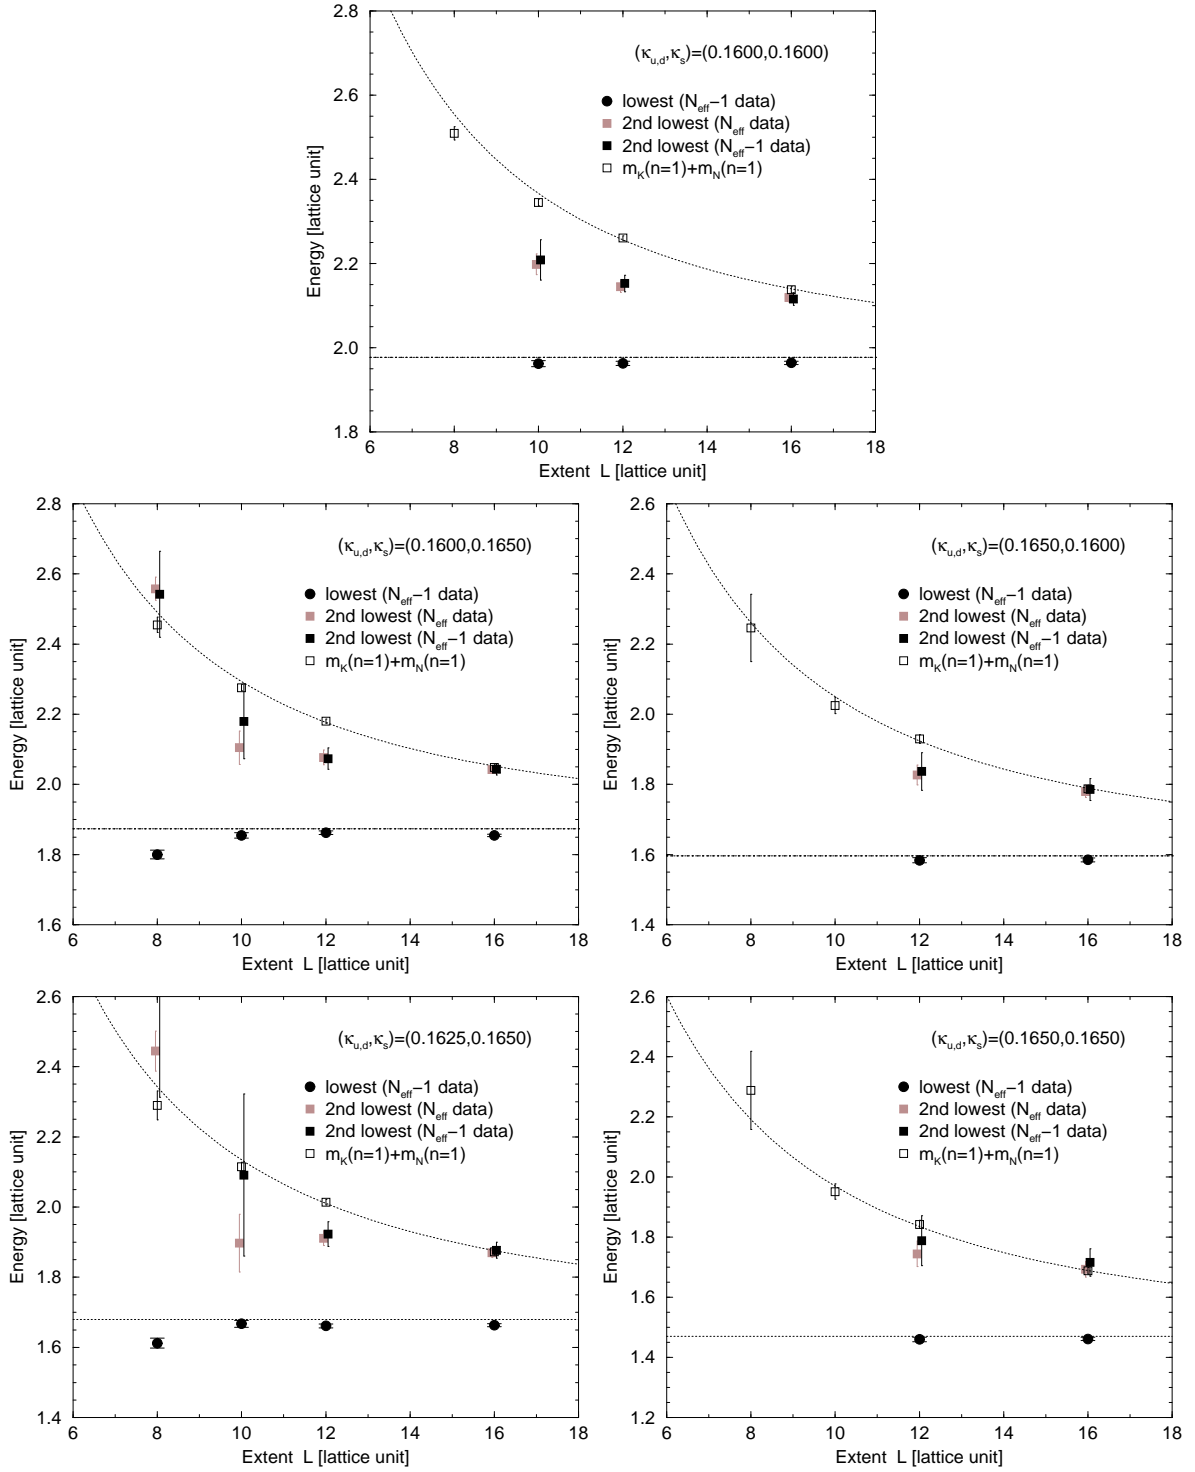 2.8
2.6
2.4
2.2
2.0
1.8
Energy [lattice unit]
(κu,d,κs)=(0.1600,0.1600)
lowest (Neff−1 data)
2nd lowest (Neff data)
2nd lowest (Neff−1 data)
mK(n=1)+mN(n=1)
6 8 10 12 14 16 18
Extent L [lattice unit]
2.8
2.6
2.4
2.2
2.0
1.8
1.6
Energy [lattice unit]
(κu,d,κs)=(0.1600,0.1650)
lowest (Neff−1 data)
2nd lowest (Neff data)
2nd lowest (Neff−1 data)
mK(n=1)+mN(n=1)
6 8 10 12 14 16 18
Extent L [lattice unit]
2.6
2.4
2.2
2.0
1.8
1.6
1.4
Energy [lattice unit]
(κu,d,κs)=(0.1650,0.1600)
lowest (Neff−1 data)
2nd lowest (Neff data)
2nd lowest (Neff−1 data)
mK(n=1)+mN(n=1)
6 8 10 12 14 16 18
Extent L [lattice unit]
2.6
2.4
2.2
2.0
1.8
1.6
1.4
Energy [lattice unit]
(κu,d,κs)=(0.1625,0.1650)
lowest (Neff−1 data)
2nd lowest (Neff data)
2nd lowest (Neff−1 data)
mK(n=1)+mN(n=1)
6 8 10 12 14 16 18
Extent L [lattice unit]
2.6
2.4
2.2
2.0
1.8
1.6
1.4
1.2
Energy [lattice unit]
(κu,d,κs)=(0.1650,0.1650)
lowest (Neff−1 data)
2nd lowest (Neff data)
2nd lowest (Neff−1 data)
mK(n=1)+mN(n=1)
6 8 10 12 14 16 18
Extent L [lattice unit]